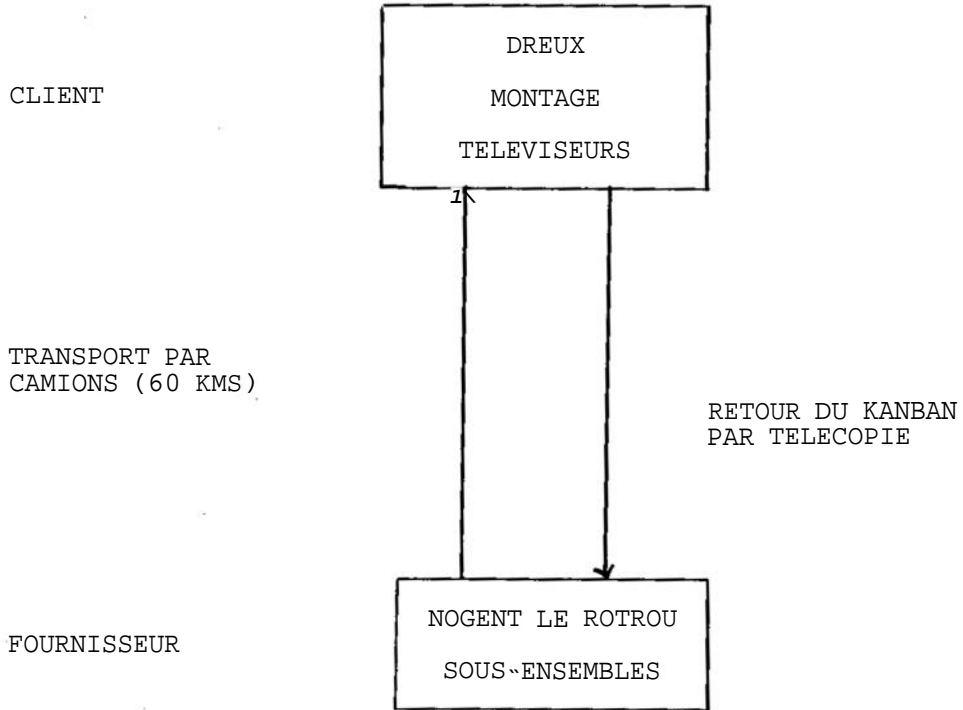 DREUX
CLIENT
MONTAGE
TELEVISEURS
TRANSPORT PAR
CAMIONS (60 KMS)
RETOUR DU KANBAN
PAR TELECOPIE
NOGENT LE ROTROU
FOURNISSEUR
SOUS-ENSEMBLES